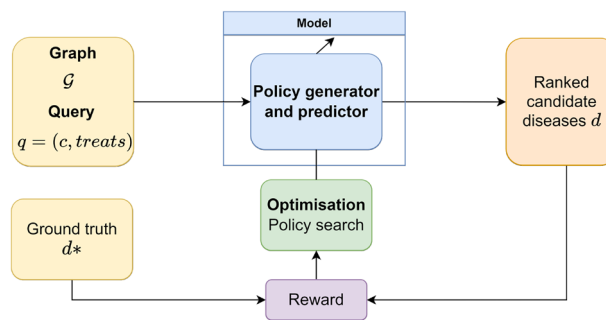 Model
Graph
𝒢
Query
q = (c, treats)
Policy generator
and predictor
Ranked
candidate
diseases d
Optimisation
Policy search
Ground truth
d*
Reward